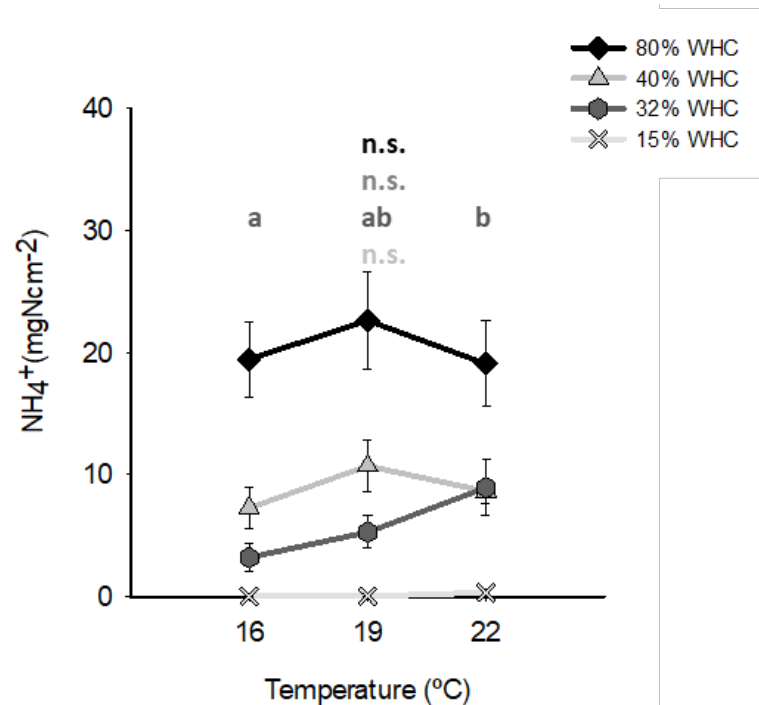 80% WHC
40% WHC
32% WHC
15% WHC
40
n.s.
n.s.
a ab b
30
n.s.
20
10
0
16 19 22
NH4+(mgNcm-2)
Temperature (ºC)